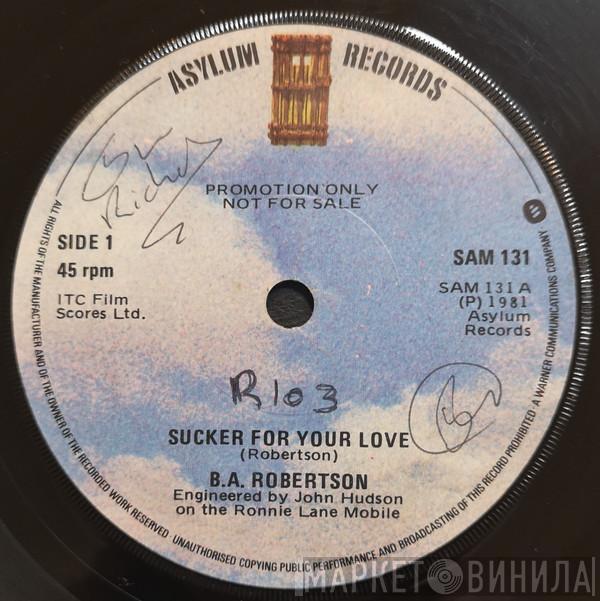 ASYLUM RECORDS
PROMOTION ONLY
NOT FOR SALE
SIDE 1
45 rpm
ITC Film
Scores Ltd.
SAM 131
SAM 131 A
(P) 1981
Asylum
Records
R103
SUCKER FOR YOUR LOVE
(Robertson)
B.A. ROBERTSON
Engineered by John Hudson
on the Ronnie Lane Mobile
ALL RIGHTS OF THE MANUFACTURER AND OF THE OWNER OF THE RECORDED WORK RESERVED. UNAUTHORISED COPYING PUBLIC PERFORMANCE AND BROADCASTING OF THIS RECORD PROHIBITED · A WARNER COMMUNICATIONS COMPANY
МАРКЕТ ВИНИЛА